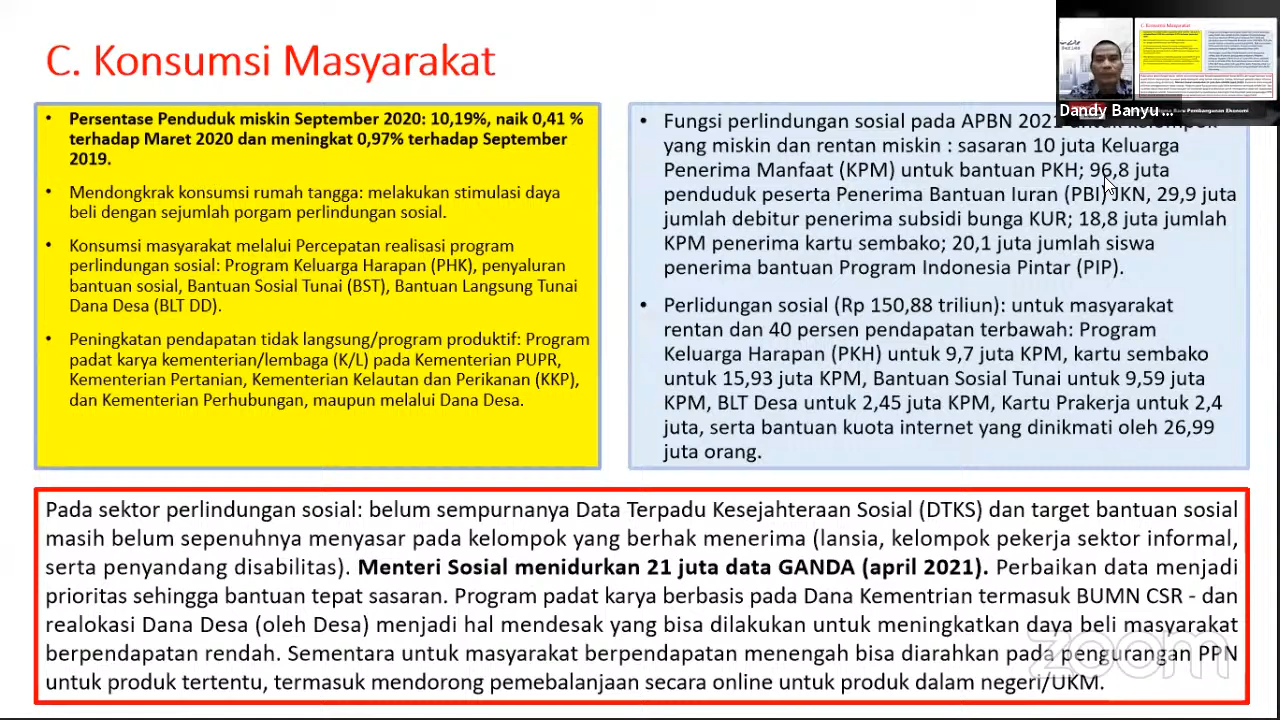 C. Konsumsi Masyarakat
• Persentase Penduduk miskin September 2020: 10,19%, naik 0,41 %
terhadap Maret 2020 dan meningkat 0,97% terhadap September
2019.
• Mendongkrak konsumsi rumah tangga: melakukan stimulasi daya
beli dengan sejumlah porgam perlindungan sosial.
• Konsumsi masyarakat melalui Percepatan realisasi program
perlindungan sosial: Program Keluarga Harapan (PHK), penyaluran
bantuan sosial, Bantuan Sosial Tunai (BST), Bantuan Langsung Tunai
Dana Desa (BLT DD).
• Peningkatan pendapatan tidak langsung/program produktif: Program
padat karya kementerian/lembaga (K/L) pada Kementerian PUPR,
Kementerian Pertanian, Kementerian Kelautan dan Perikanan (KKP),
dan Kementerian Perhubungan, maupun melalui Dana Desa.
• Fungsi perlindungan sosial pada APBN 2021 untuk kelompok
yang miskin dan rentan miskin : sasaran 10 juta Keluarga
Penerima Manfaat (KPM) untuk bantuan PKH; 96,8 juta
penduduk peserta Penerima Bantuan Iuran (PBI) JKN, 29,9 juta
jumlah debitur penerima subsidi bunga KUR; 18,8 juta jumlah
KPM penerima kartu sembako; 20,1 juta jumlah siswa
penerima bantuan Program Indonesia Pintar (PIP).
• Perlidungan sosial (Rp 150,88 triliun): untuk masyarakat
rentan dan 40 persen pendapatan terbawah: Program
Keluarga Harapan (PKH) untuk 9,7 juta KPM, kartu sembako
untuk 15,93 juta KPM, Bantuan Sosial Tunai untuk 9,59 juta
KPM, BLT Desa untuk 2,45 juta KPM, Kartu Prakerja untuk 2,4
juta, serta bantuan kuota internet yang dinikmati oleh 26,99
juta orang.
Pada sektor perlindungan sosial: belum sempurnanya Data Terpadu Kesejahteraan Sosial (DTKS) dan target bantuan sosial
masih belum sepenuhnya menyasar pada kelompok yang berhak menerima (lansia, kelompok pekerja sektor informal,
serta penyandang disabilitas). Menteri Sosial menidurkan 21 juta data GANDA (april 2021). Perbaikan data menjadi
prioritas sehingga bantuan tepat sasaran. Program padat karya berbasis pada Dana Kementrian termasuk BUMN CSR - dan
realokasi Dana Desa (oleh Desa) menjadi hal mendesak yang bisa dilakukan untuk meningkatkan daya beli masyarakat
berpendapatan rendah. Sementara untuk masyarakat berpendapatan menengah bisa diarahkan pada pengurangan PPN
untuk produk tertentu, termasuk mendorong pemebalanjaan secara online untuk produk dalam negeri/UKM.
Dandy Banyu ...
C. Konsumsi Masyarakat
Pembangunan Ekonomi
zoom